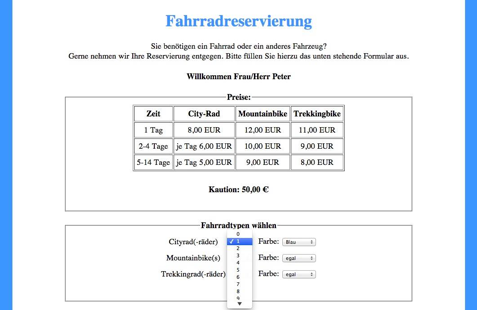 Fahrradreservierung
Sie benötigen ein Fahrrad oder ein anderes Fahrzeug?
Gerne nehmen wir Ihre Reservierung entgegen. Bitte füllen Sie hierzu das unten stehende Formular aus.
Willkommen Frau/Herr Peter
Preise:
Zeit City-Rad Mountainbike Trekkingbike
1 Tag 8,00 EUR 12,00 EUR 11,00 EUR
2-4 Tage je Tag 6,00 EUR 10,00 EUR 9,00 EUR
5-14 Tage je Tag 5,00 EUR 9,00 EUR 8,00 EUR
Kaution: 50,00 €
Fahrradtypen wählen
0
Cityrad(-räder) ✓ 1 Farbe: Blau
2
Mountainbike(s) 3 Farbe: egal
4
Trekkingrad(-räder) 5 Farbe: egal
6
7
8
9